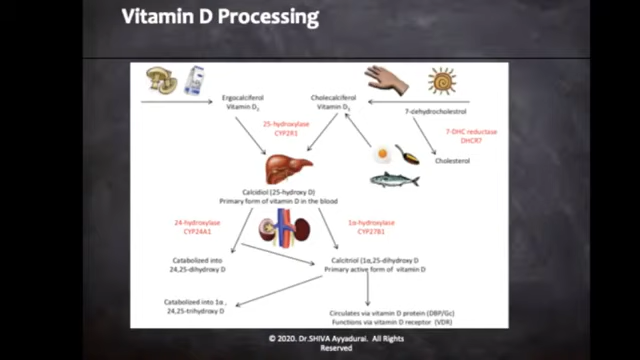 Vitamin D Processing
Ergocalciferol
Vitamin D2
Cholecalciferol
Vitamin D3
7-dehydrocholestrol
25-hydroxylase
CYP2R1
7-DHC reductase
DHCR7
Cholesterol
Calcidiol (25-hydroxy D)
Primary form of vitamin D in the blood
24-hydroxylase
CYP24A1
1α-hydroxylase
CYP27B1
Catabolized into
24,25-dihydroxy D
Calcitriol (1α,25-dihydroxy D
Primary active form of vitamin D
Catabolized into 1α,
24,25-trihydroxy D
Circulates via vitamin D protein (DBP/Gc)
Functions via vitamin D receptor (VDR)
© 2020. Dr.SHIVA Ayyadurai. All Rights
Reserved